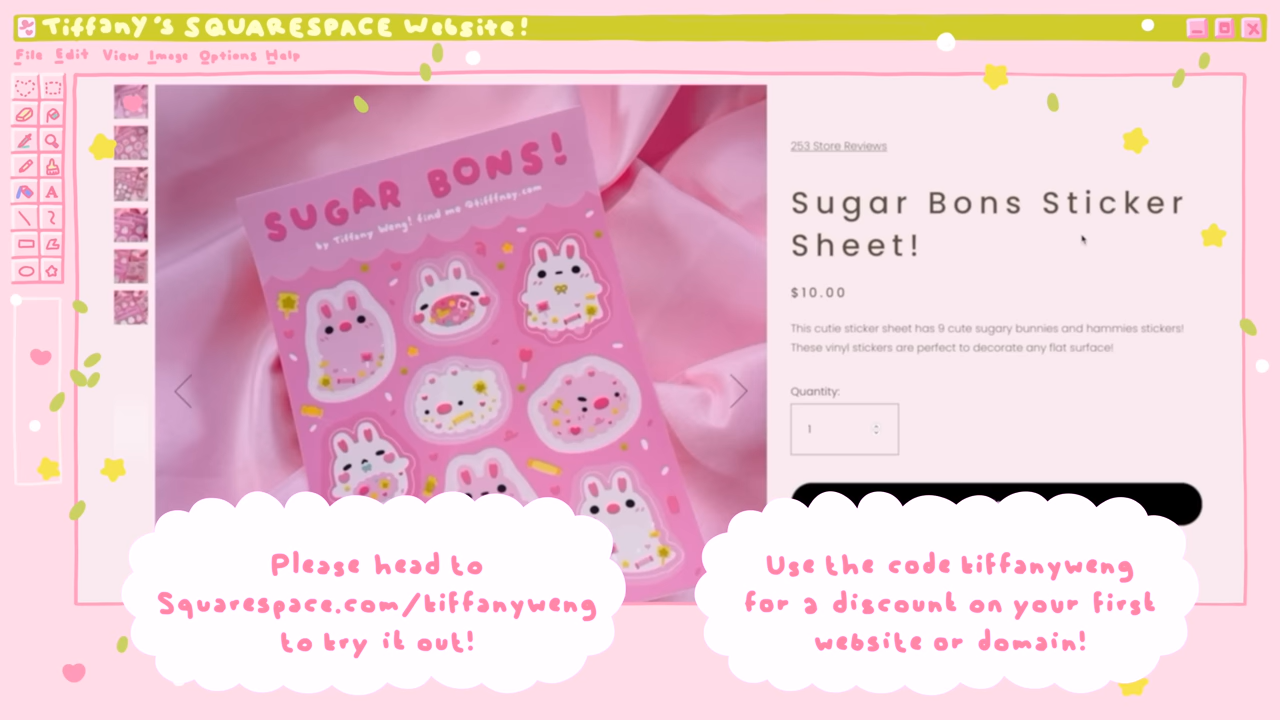 Tiffany's SQUARESPACE Website!
File Edit View Image Options Help
SUGAR BONS!
by Tiffany Weng! find me @tifffnsy.com
253 Store Reviews
Sugar Bons Sticker
Sheet!
$10.00
This cutie sticker sheet has 9 cute sugary bunnies and hammies stickers!
These vinyl stickers are perfect to decorate any flat surface!
Quantity:
1
Please head to
Squarespace.com/tiffanyweng
to try it out!
Use the code tiffanyweng
for a discount on your first
website or domain!